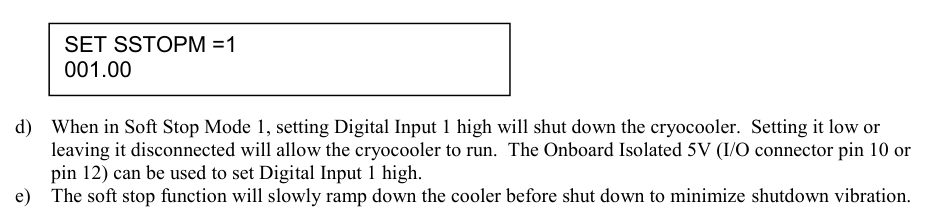 SET SSTOPM =1
001.00
d) When in Soft Stop Mode 1, setting Digital Input 1 high will shut down the cryocooler.  Setting it low or
leaving it disconnected will allow the cryocooler to run.  The Onboard Isolated 5V (I/O connector pin 10 or
pin 12) can be used to set Digital Input 1 high.
e) The soft stop function will slowly ramp down the cooler before shut down to minimize shutdown vibration.